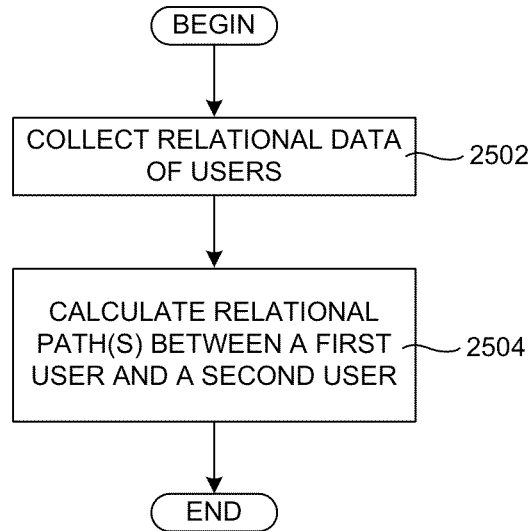 BEGIN
COLLECT RELATIONAL DATA
OF USERS
2502
CALCULATE RELATIONAL
PATH(S) BETWEEN A FIRST
USER AND A SECOND USER
2504
END